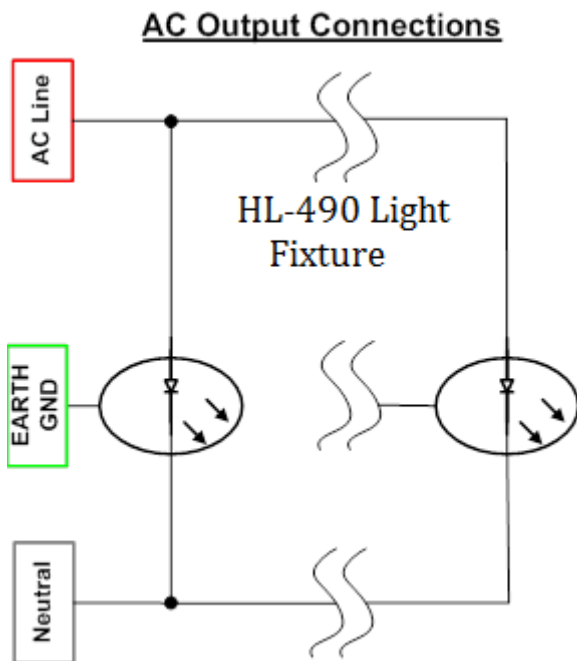 AC Output Connections
AC Line
HL-490 Light
Fixture
EARTH
GND
Neutral